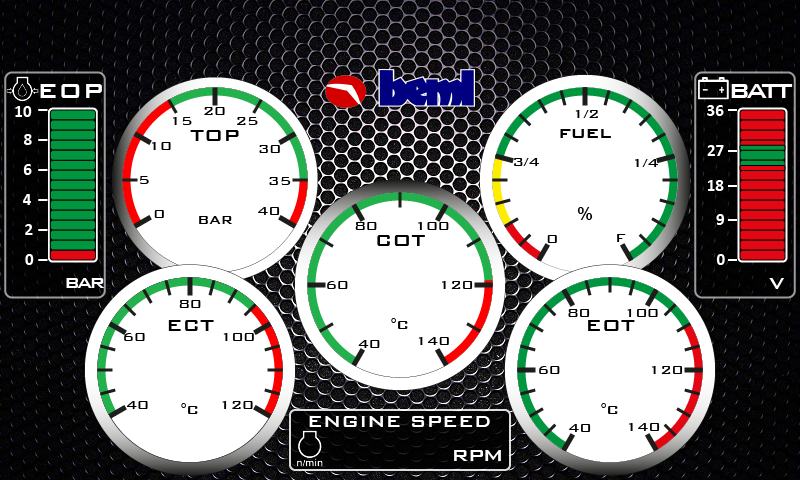 beml
EOP
10
8
6
4
2
0
BAR
TOP
0
5
10
15
20
25
30
35
40
BAR
COT
40
60
80
100
120
140
°C
FUEL
0
3/4
1/2
1/4
F
%
BATT
36
27
18
9
0
V
ECT
40
60
80
100
120
°C
ENGINE SPEED
n/min
RPM
EOT
40
60
80
100
120
140
°C